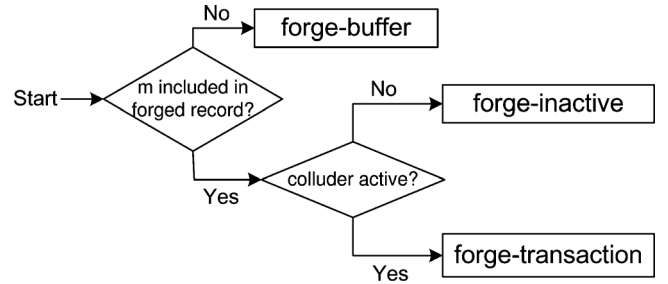 No
forge-buffer
m included in
forged record?
Start
No
forge-inactive
Yes
colluder active?
forge-transaction
Yes